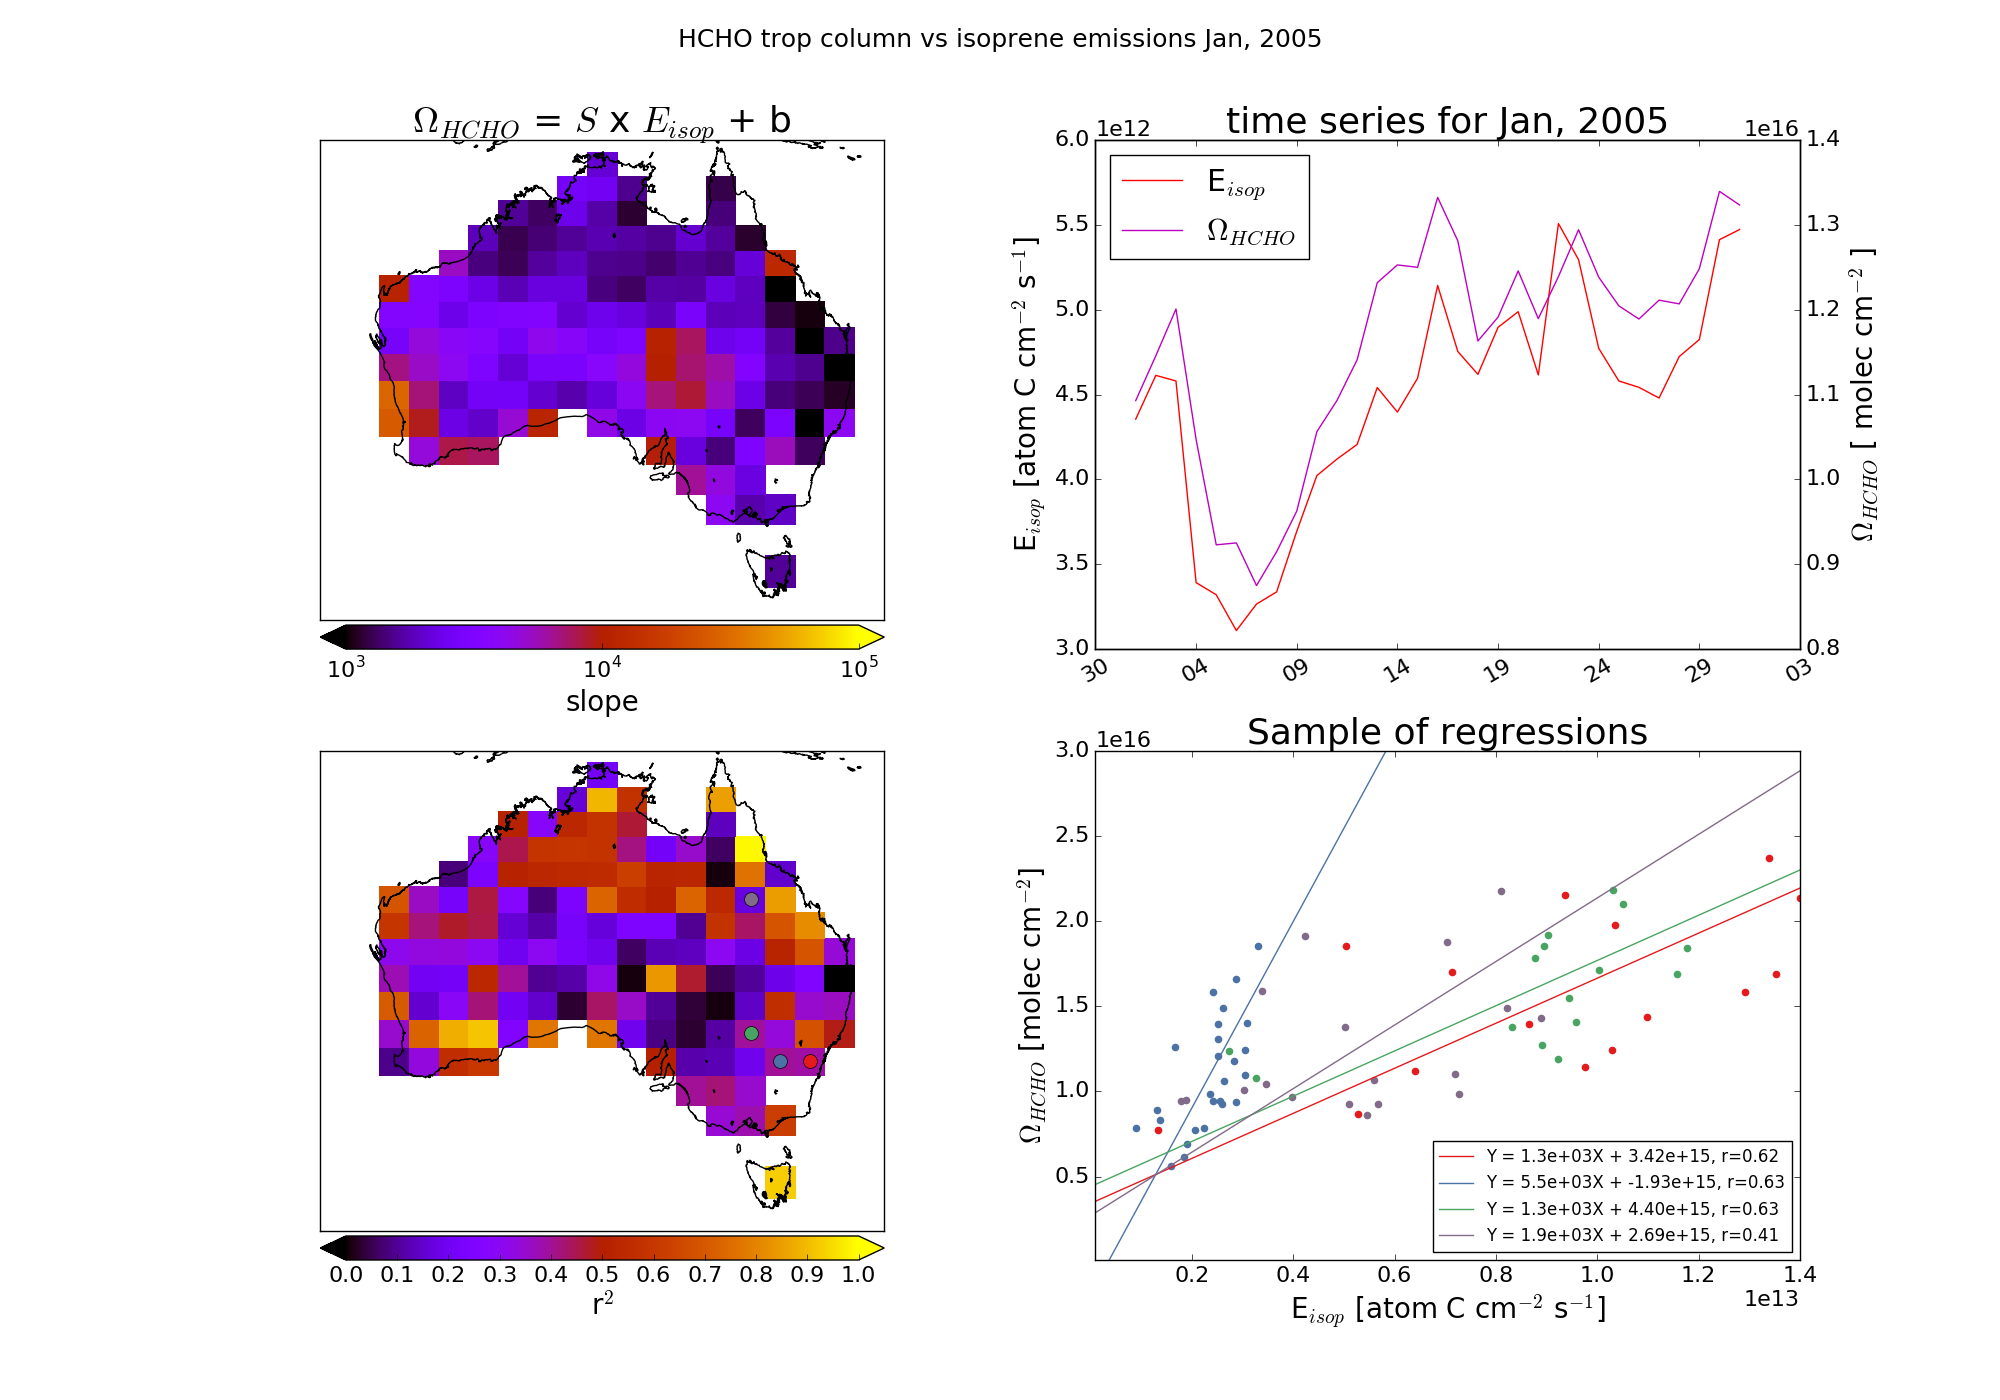 HCHO trop column vs isoprene emissions Jan, 2005
Ω_HCHO = S x E_isop + b
10^3 10^4 10^5
slope
time series for Jan, 2005
1e12 1e16
E_isop
Ω_HCHO
6.0
5.5
5.0
4.5
4.0
3.5
3.0
E_isop [atom C cm^−2 s^−1]
1.4
1.3
1.2
1.1
1.0
0.9
0.8
Ω_HCHO [ molec cm^−2 ]
30 04 09 14 19 24 29 03
0.0 0.1 0.2 0.3 0.4 0.5 0.6 0.7 0.8 0.9 1.0
r^2
Sample of regressions
1e16
3.0
2.5
2.0
1.5
1.0
0.5
Ω_HCHO [molec cm^−2]
Y = 1.3e+03X + 3.42e+15, r=0.62
Y = 5.5e+03X + -1.93e+15, r=0.63
Y = 1.3e+03X + 4.40e+15, r=0.63
Y = 1.9e+03X + 2.69e+15, r=0.41
0.2 0.4 0.6 0.8 1.0 1.2 1.4
1e13
E_isop [atom C cm^−2 s^−1]